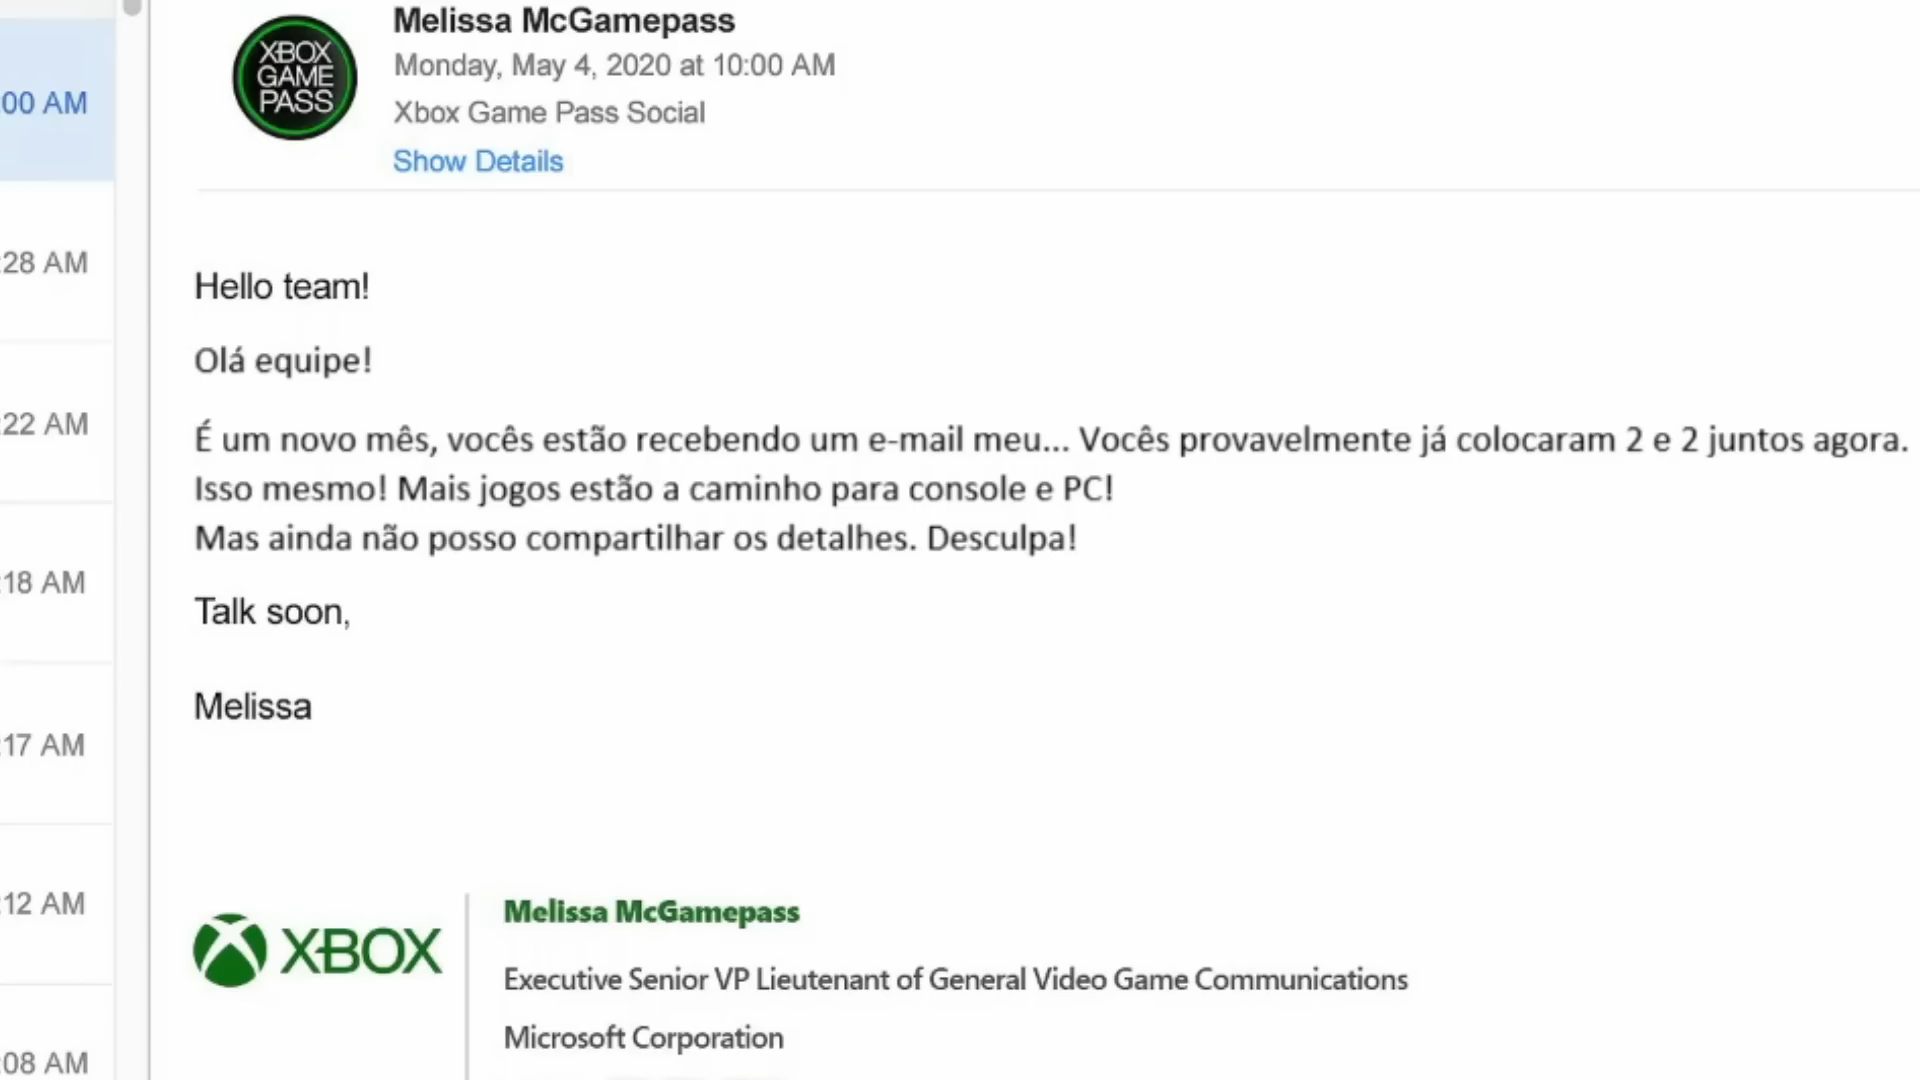 Melissa McGamepass
Monday, May 4, 2020 at 10:00 AM
Xbox Game Pass Social
Show Details
XBOX
GAME
PASS
:00 AM
:28 AM
:22 AM
:18 AM
:17 AM
:12 AM
:08 AM
Hello team!
Olá equipe!
É um novo mês, vocês estão recebendo um e-mail meu... Vocês provavelmente já colocaram 2 e 2 juntos agora.
Isso mesmo! Mais jogos estão a caminho para console e PC!
Mas ainda não posso compartilhar os detalhes. Desculpa!
Talk soon,
Melissa
XBOX
Melissa McGamepass
Executive Senior VP Lieutenant of General Video Game Communications
Microsoft Corporation